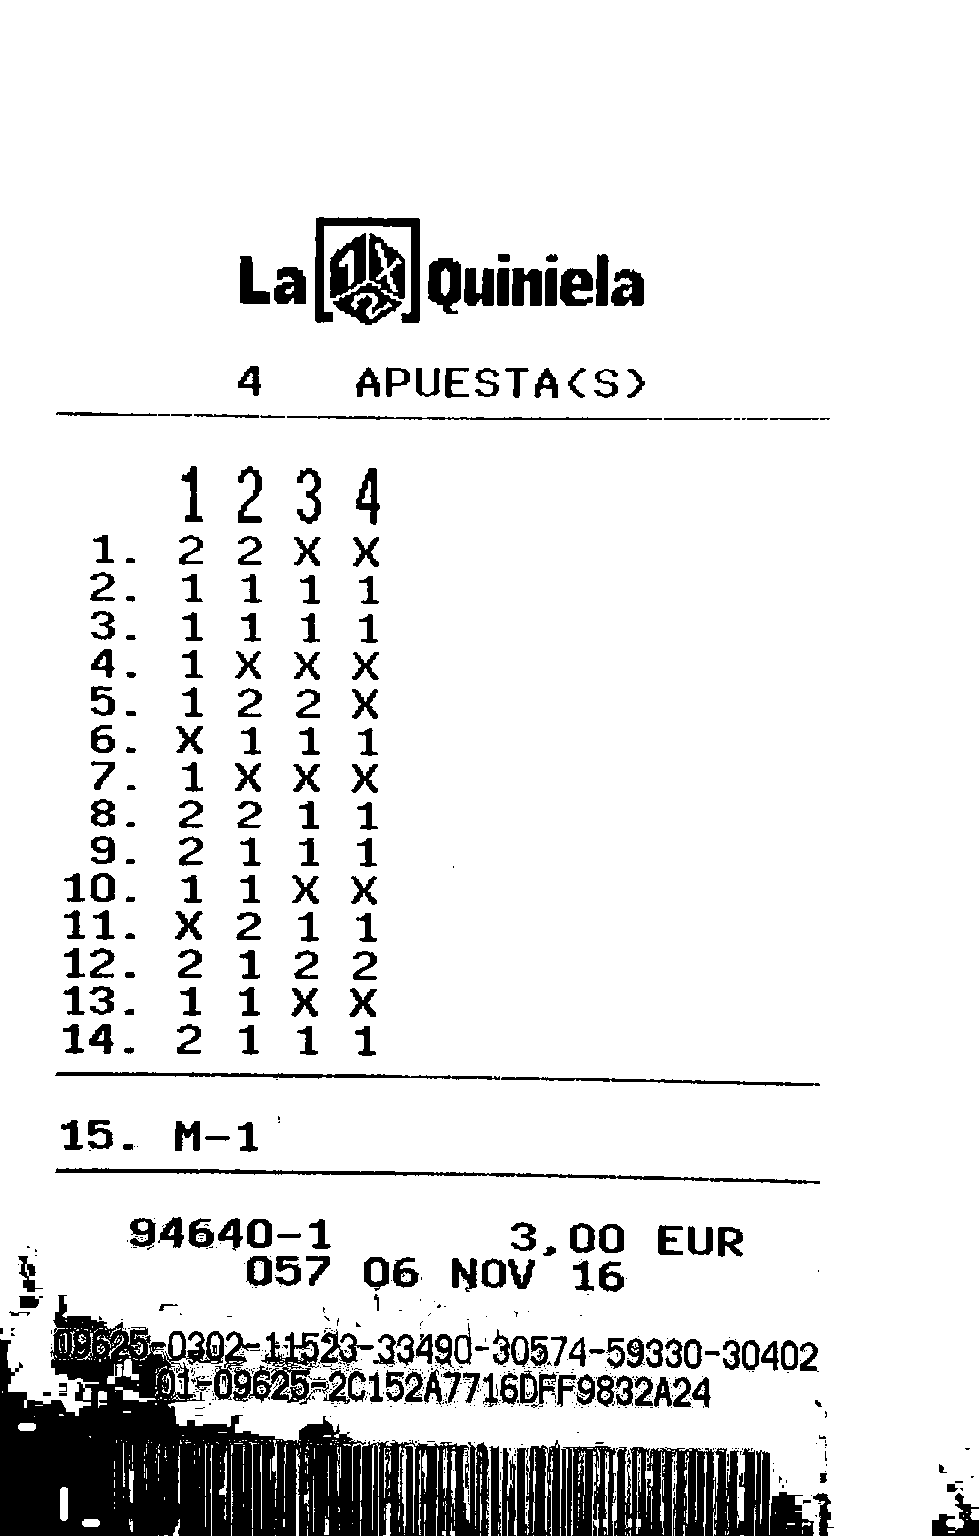 La 1X2 Quiniela
4 APUESTA(S)
1 2 3 4
1. 2 2 X X
2. 1 1 1 1
3. 1 1 1 1
4. 1 X X X
5. 1 2 2 X
6. X 1 1 1
7. 1 X X X
8. 2 2 1 1
9. 2 1 1 1
10. 1 1 X X
11. X 2 1 1
12. 2 1 2 2
13. 1 1 X X
14. 2 1 1 1
15. M-1
94640-1 3,00 EUR
057 06 NOV 16
09625-0302-11523-33490-30574-59330-30402
01-09625-2C152A7716DFF9832A24